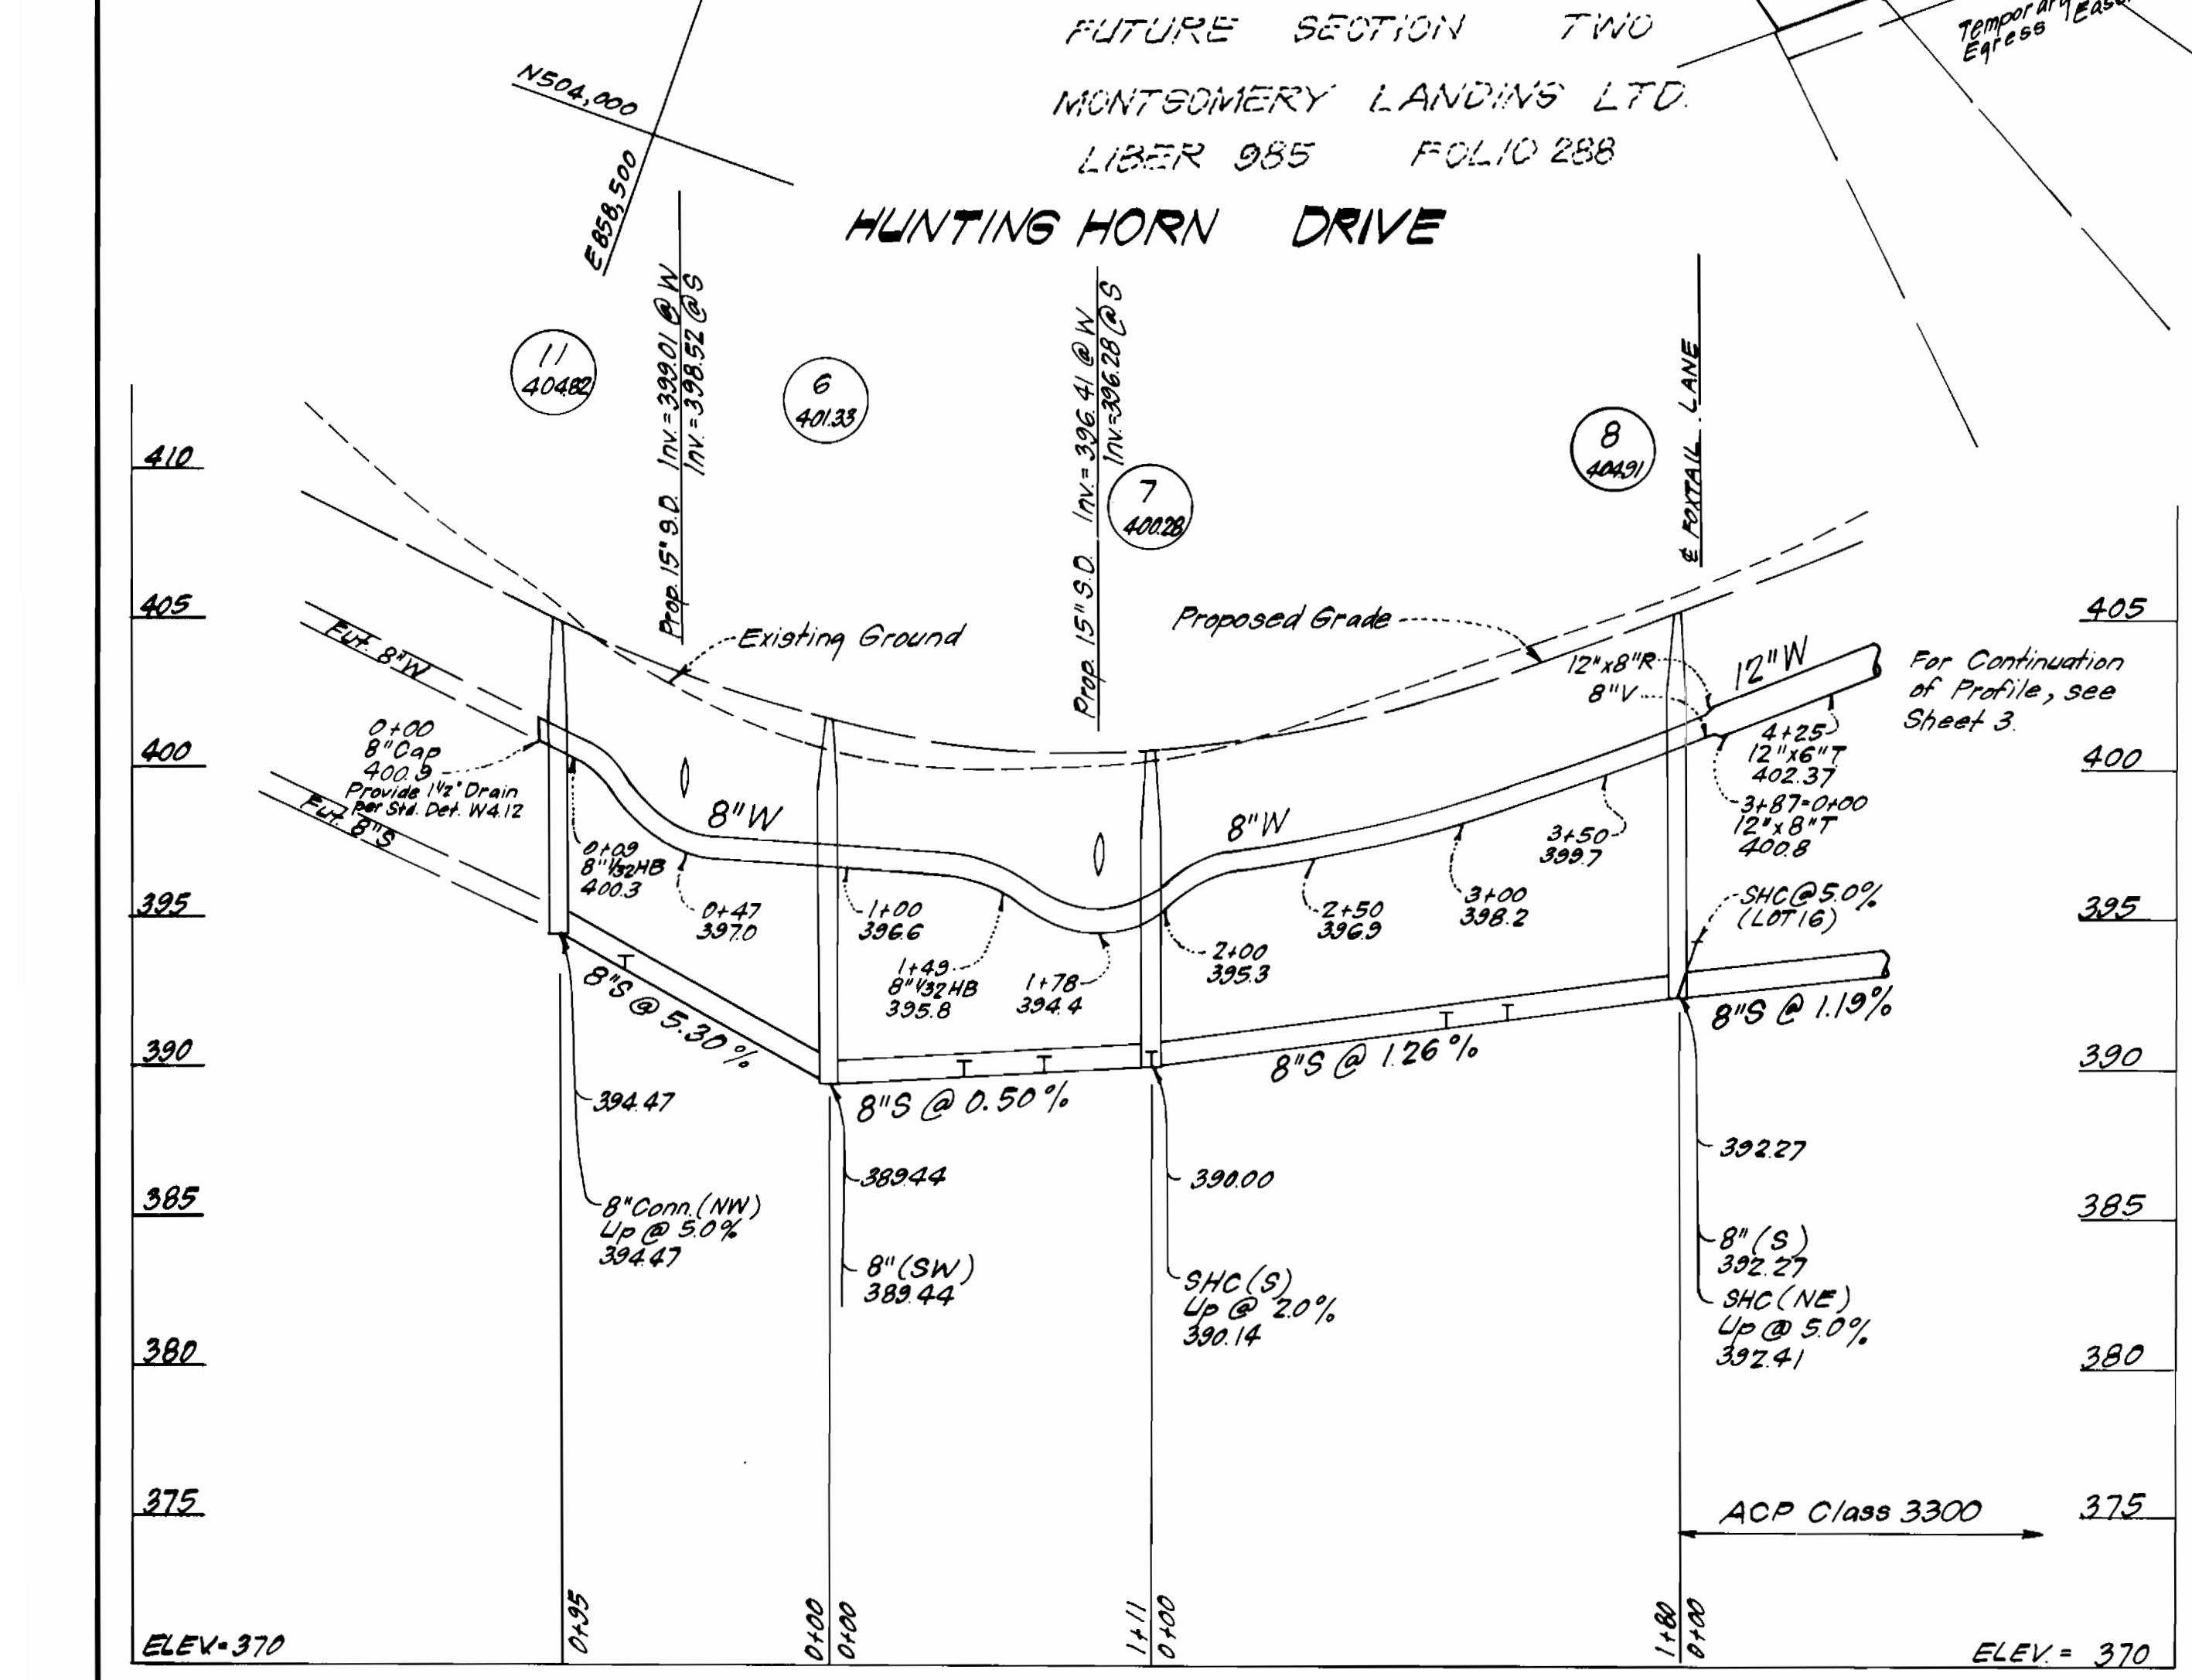 FUTURE SECTION TWO
MONTGOMERY LANDING LTD.
LIBER 985 FOLIO 288
Temporary
Egress Ease
N504,000
E 858,500
HUNTING HORN DRIVE
Prop. 15" S.D. Inv.=399.01 @ W
Inv.=398.52 @ S
Prop. 15" S.D. Inv.=396.41 @ W
Inv.=396.28 @ S
℄ FOXTAIL LANE
11
404.82
6
401.33
7
400.28
8
404.91
410
405
400
395
390
385
380
375
ELEV.=370
Fut. 8"W
Fut. 8"S
0+00
8" Cap
400.9
Provide 1½" Drain
per Std. Det. W4.12
Existing Ground
Proposed Grade
12"x8"R
8"V
12"W
For Continuation
of Profile, see
Sheet 3.
4+25
12"x6"T
402.37
3+87=0+00
12"x8"T
400.8
8"W
8"W
0+09
8" 1/32 HB
400.3
0+47
397.0
1+00
396.6
1+49
8" 1/32 HB
395.8
1+78
394.4
2+00
395.3
2+50
396.9
3+00
398.2
3+50
399.7
SHC @ 5.0%
(LOT 16)
8"S @ 5.30%
8"S @ 0.50%
8"S @ 1.26%
8"S @ 1.19%
394.47
8" Conn. (NW)
Up @ 5.0%
394.47
389.44
8" (SW)
389.44
390.00
SHC (S)
Up @ 2.0%
390.14
392.27
8" (S)
392.27
SHC (NE)
Up @ 5.0%
392.41
ACP Class 3300
0+95
0+00
0+00
1+11
0+00
1+80
0+00
405
400
395
390
385
380
375
ELEV. = 370